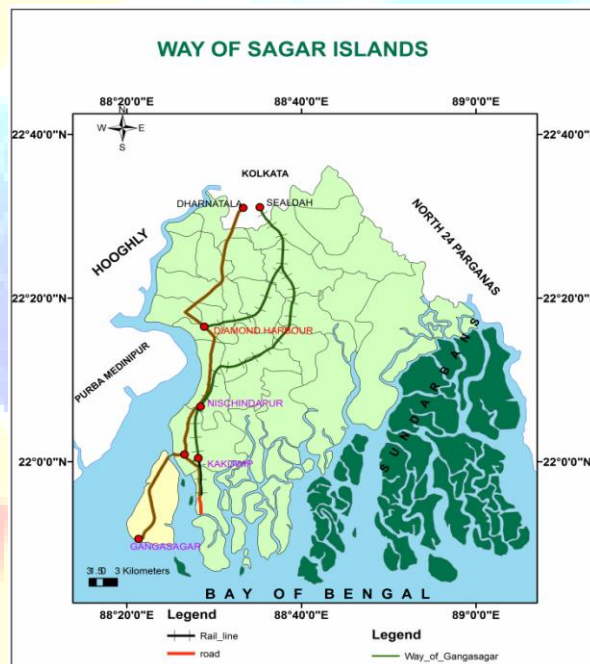 WAY OF SAGAR ISLANDS
88°20'0"E 88°40'0"E 89°0'0"E
N
W E
S
22°40'0"N 22°40'0"N
KOLKATA
DHARNATALA SEALDAH
HOOGHLY
NORTH 24 PARGANAS
22°20'0"N 22°20'0"N
DIAMOND HARBOUR
PURBA MEDINIPUR
SUNDARBANS
NISCHINDAPUR
22°0'0"N 22°0'0"N
GANGASAGAR
3 Kilometers
BAY OF BENGAL
88°20'0"E 88°40'0"E 89°0'0"E
Legend
Rail_line
road
Legend
Way_of_Gangasagar